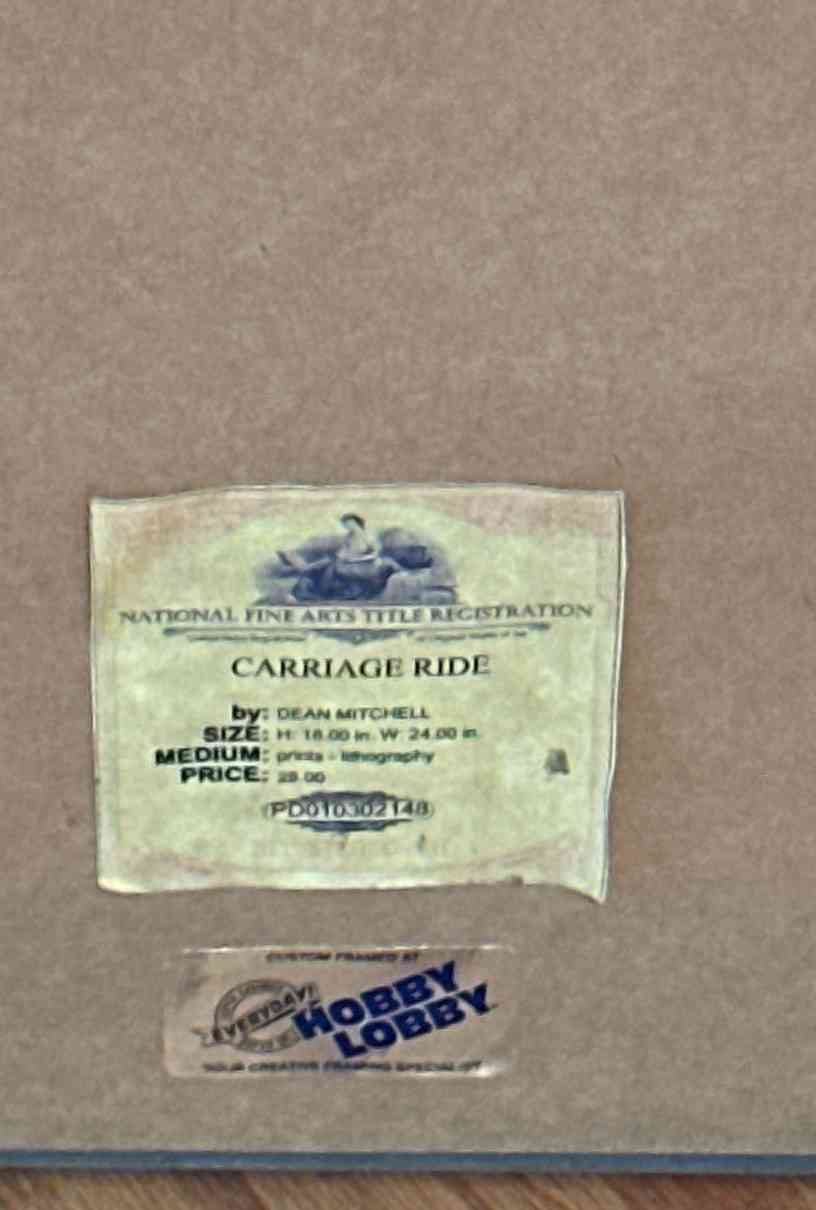 NATIONAL FINE ARTS TITLE REGISTRATION
CARRIAGE RIDE
by: DEAN MITCHELL
SIZE: H: 18.00 in. W: 24.00 in.
MEDIUM: prints - lithography
PRICE: 28.00
(PD010302148)
CUSTOM FRAMED AT
EVERYDAY!
HOBBY
LOBBY
YOUR CREATIVE FRAMING SPECIALIST